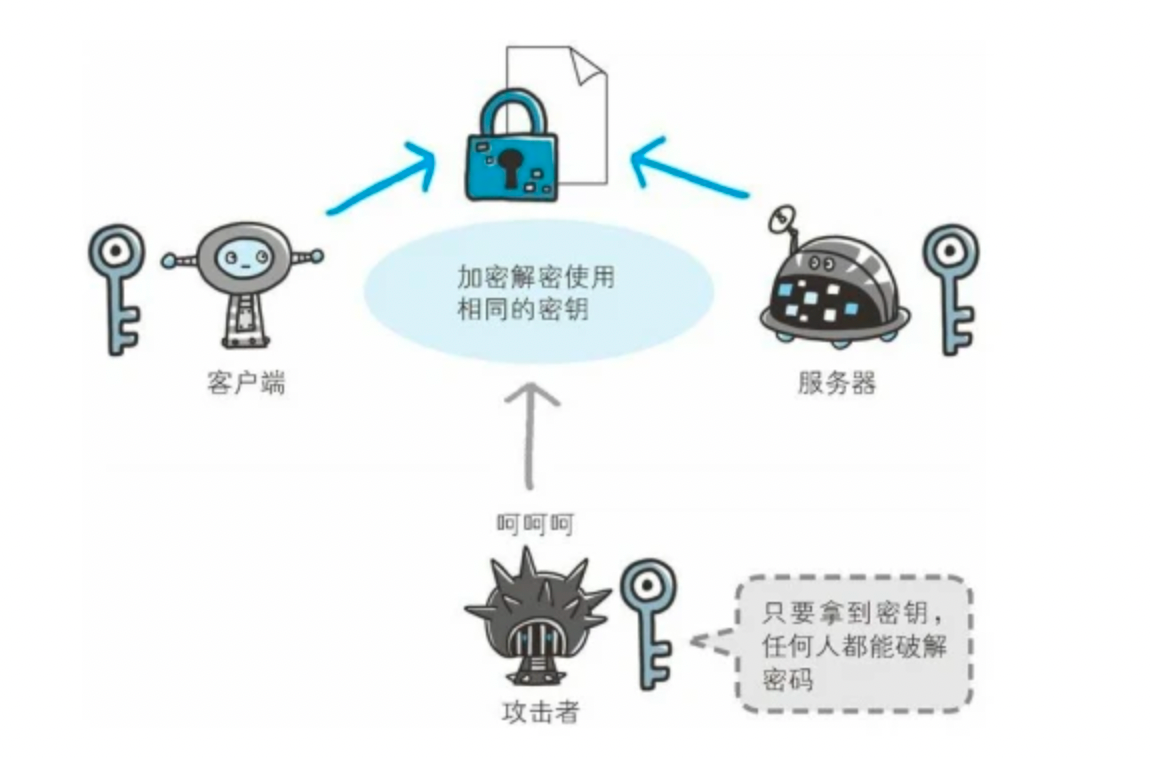 加密解密使用
相同的密钥
客户端
服务器
呵呵呵
只要拿到密钥，
任何人都能破解
密码
攻击者